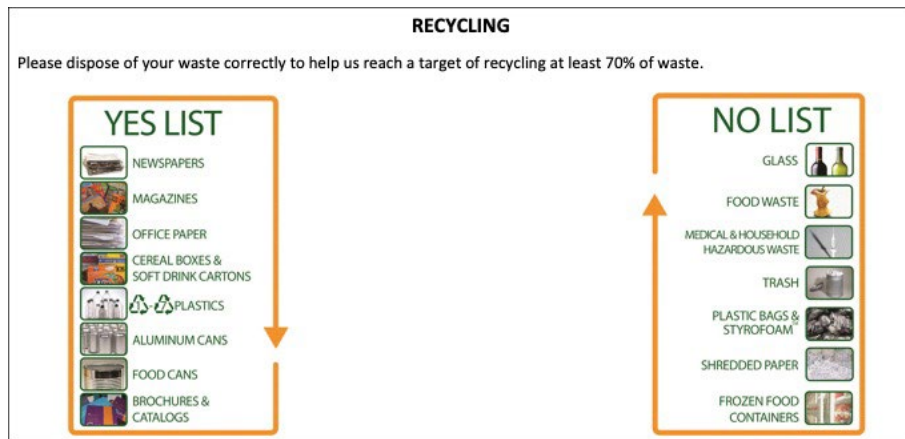 RECYCLING
Please dispose of your waste correctly to help us reach a target of recycling at least 70% of waste.
YES LIST
NEWSPAPERS
MAGAZINES
OFFICE PAPER
CEREAL BOXES &
SOFT DRINK CARTONS
1 - 7 PLASTICS
ALUMINUM CANS
FOOD CANS
BROCHURES &
CATALOGS
NO LIST
GLASS
FOOD WASTE
MEDICAL & HOUSEHOLD
HAZARDOUS WASTE
TRASH
PLASTIC BAGS &
STYROFOAM
SHREDDED PAPER
FROZEN FOOD
CONTAINERS